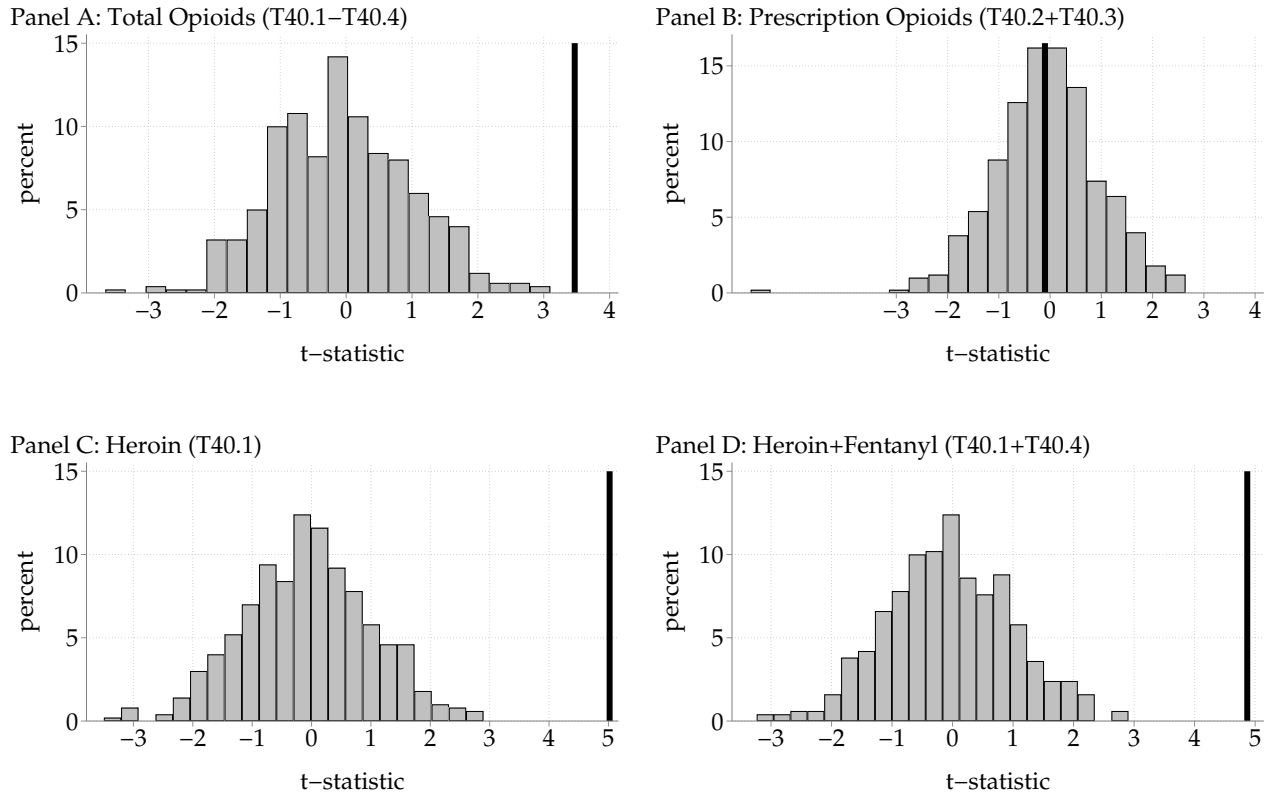 Panel A: Total Opioids (T40.1−T40.4)
15
10
5
0
percent
−3 −2 −1 0 1 2 3 4
t−statistic
Panel B: Prescription Opioids (T40.2+T40.3)
15
10
5
0
percent
−3 −2 −1 0 1 2 3 4
t−statistic
Panel C: Heroin (T40.1)
15
10
5
0
percent
−3 −2 −1 0 1 2 3 4 5
t−statistic
Panel D: Heroin+Fentanyl (T40.1+T40.4)
15
10
5
0
percent
−3 −2 −1 0 1 2 3 4 5
t−statistic